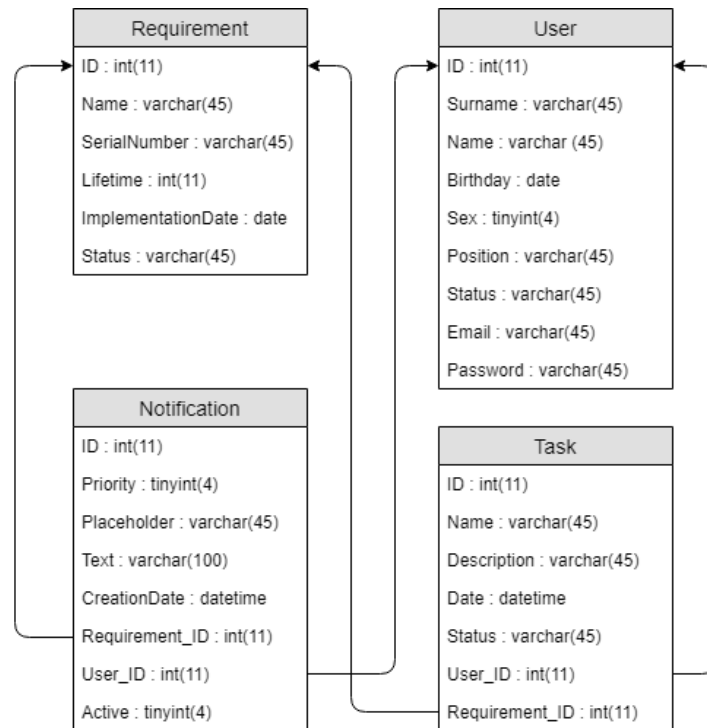 Requirement
ID : int(11)
Name : varchar(45)
SerialNumber : varchar(45)
Lifetime : int(11)
ImplementationDate : date
Status : varchar(45)
User
ID : int(11)
Surname : varchar(45)
Name : varchar (45)
Birthday : date
Sex : tinyint(4)
Position : varchar(45)
Status : varchar(45)
Email : varchar(45)
Password : varchar(45)
Notification
ID : int(11)
Priority : tinyint(4)
Placeholder : varchar(45)
Text : varchar(100)
CreationDate : datetime
Requirement_ID : int(11)
User_ID : int(11)
Active : tinyint(4)
Task
ID : int(11)
Name : varchar(45)
Description : varchar(45)
Date : datetime
Status : varchar(45)
User_ID : int(11)
Requirement_ID : int(11)